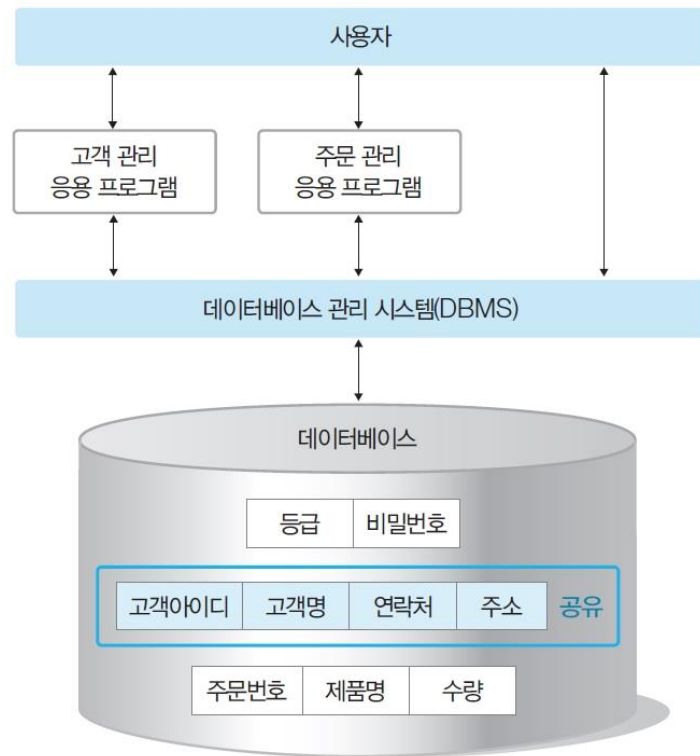 사용자
고객 관리
응용 프로그램
주문 관리
응용 프로그램
데이터베이스 관리 시스템(DBMS)
데이터베이스
등급 비밀번호
고객아이디 고객명 연락처 주소 공유
주문번호 제품명 수량